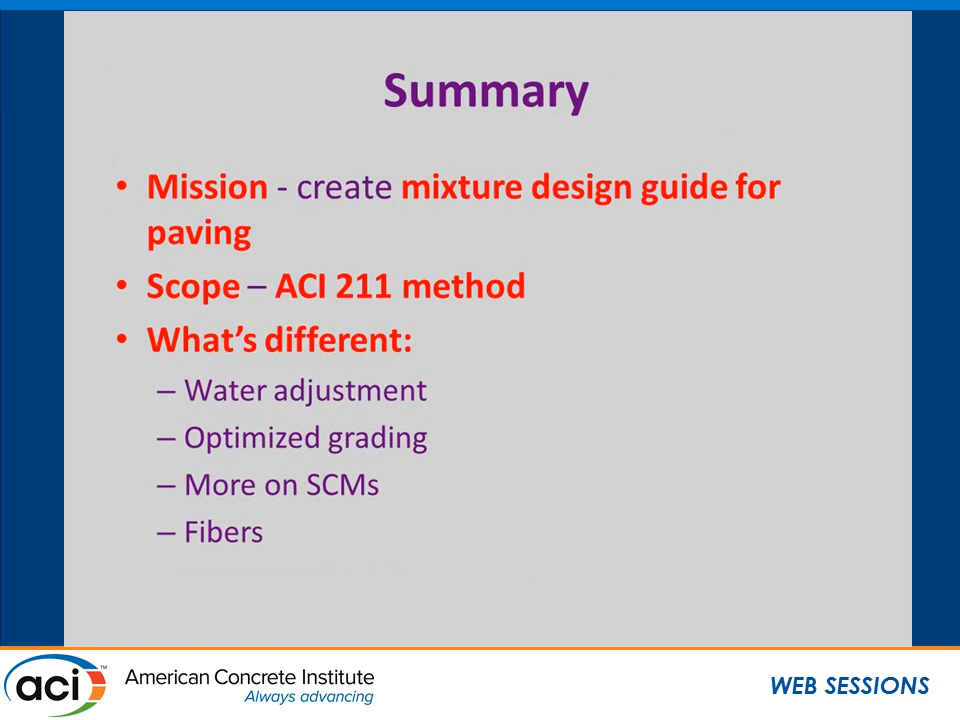 Summary
• Mission - create mixture design guide for
paving
• Scope – ACI 211 method
• What's different:
– Water adjustment
– Optimized grading
– More on SCMs
– Fibers
aci™
American Concrete Institute
Always advancing
WEB SESSIONS